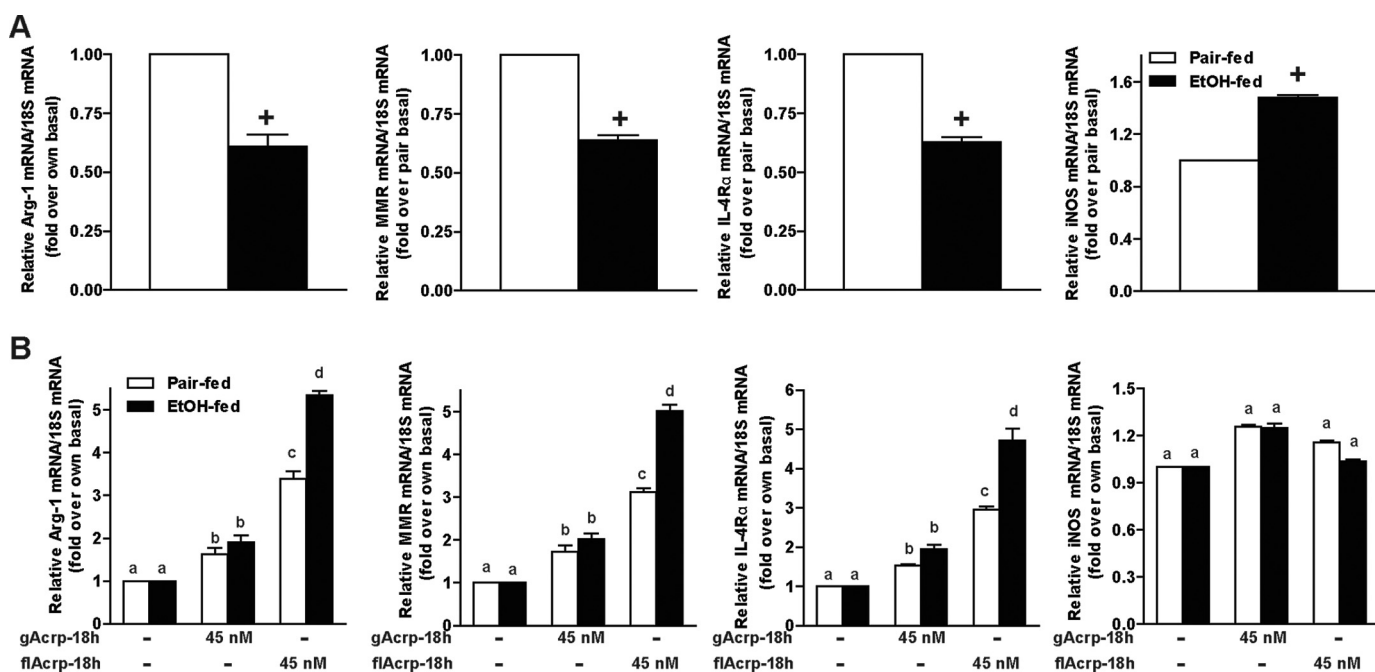 A
Relative Arg-1 mRNA/18S mRNA
(fold over own basal)
1.00
0.75
0.50
0.25
0.00
+
Relative MMR mRNA/18S mRNA
(fold over pair basal)
1.00
0.75
0.50
0.25
0.00
+
Relative IL-4Rα mRNA/18S mRNA
(fold over pair basal)
1.00
0.75
0.50
0.25
0.00
+
Relative iNOS mRNA/18S mRNA
(fold over pair basal)
1.6
1.2
0.8
0.4
0.0
Pair-fed
EtOH-fed
+
B
Relative Arg-1 mRNA/18S mRNA
(fold over own basal)
5
4
3
2
1
0
Pair-fed
EtOH-fed
a a b b c d
Relative MMR mRNA/18S mRNA
(fold over own basal)
5
4
3
2
1
0
a a b b c d
Relative IL-4Rα mRNA/18S mRNA
(fold over own basal)
6
5
4
3
2
1
0
a a b b c d
Relative iNOS mRNA/18S mRNA
(fold over own basal)
1.5
1.2
0.9
0.6
0.3
0.0
a a a a a a
gAcrp-18h - 45 nM - - 45 nM - - 45 nM - gAcrp-18h - 45 nM -
flAcrp-18h - - 45 nM - - 45 nM - - 45 nM flAcrp-18h - - 45 nM